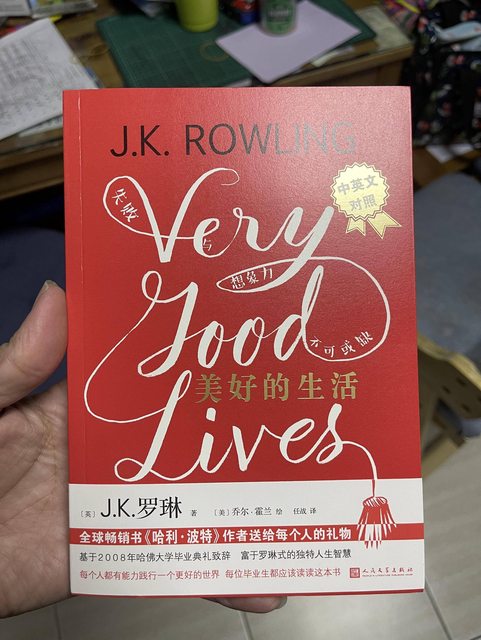 J.K. ROWLING
中英文
对照
失败
Very
与
想象力
Good
不可或缺
美好的生活
Lives
［英］J.K.罗琳 著 ［美］乔尔·霍兰 绘 任战 译
全球畅销书《哈利·波特》作者送给每个人的礼物
基于2008年哈佛大学毕业典礼致辞 富于罗琳式的独特人生智慧
每个人都有能力践行一个更好的世界 每位毕业生都应该读读这本书
人民文学出版社